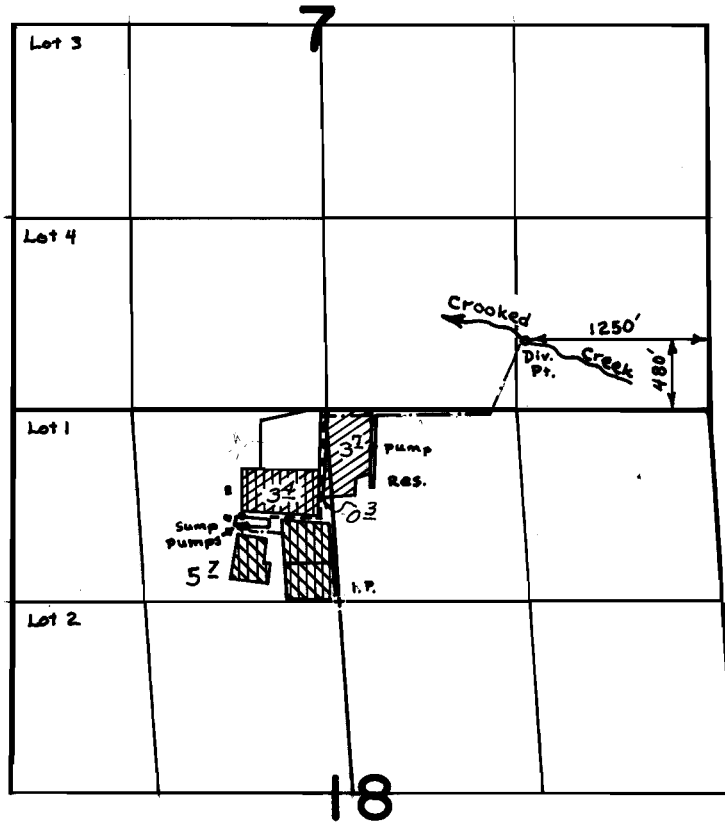 7
Lot 3
Lot 4
Crooked
Creek
1250'
480'
Div.
Pt.
Lot 1
3 7
pump
Res.
3 4
0 3
Sump
pumps
5 7
I.P.
Lot 2
18